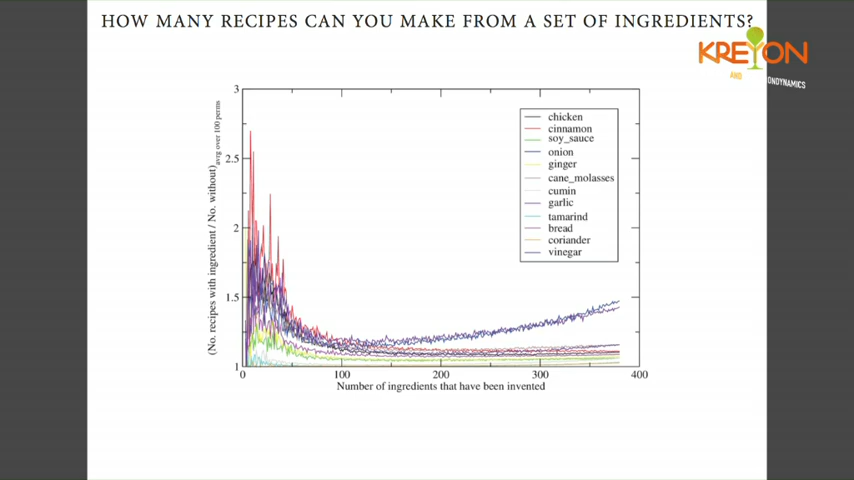 HOW MANY RECIPES CAN YOU MAKE FROM A SET OF INGREDIENTS?
KREYON
AND
ONDYNAMICS
(No. recipes with ingredient / No. without)avrg over 100 perms
3
2.5
2
1.5
1
chicken
cinnamon
soy_sauce
onion
ginger
cane_molasses
cumin
garlic
tamarind
bread
coriander
vinegar
0 100 200 300 400
Number of ingredients that have been invented